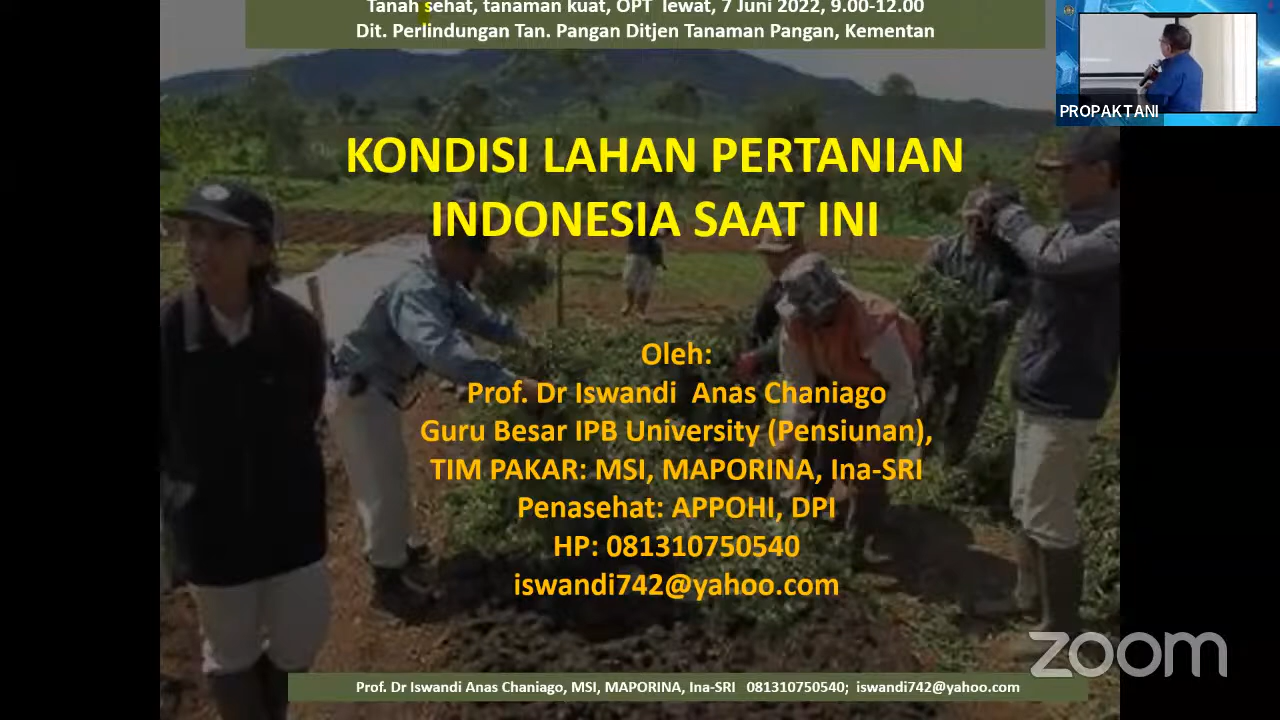 Tanah sehat, tanaman kuat, OPT lewat, 7 Juni 2022, 9.00-12.00
Dit. Perlindungan Tan. Pangan Ditjen Tanaman Pangan, Kementan
PROPAKTANI
KONDISI LAHAN PERTANIAN
INDONESIA SAAT INI
Oleh:
Prof. Dr Iswandi Anas Chaniago
Guru Besar IPB University (Pensiunan),
TIM PAKAR: MSI, MAPORINA, Ina-SRI
Penasehat: APPOHI, DPI
HP: 081310750540
iswandi742@yahoo.com
zoom
Prof. Dr Iswandi Anas Chaniago, MSI, MAPORINA, Ina-SRI 081310750540; iswandi742@yahoo.com